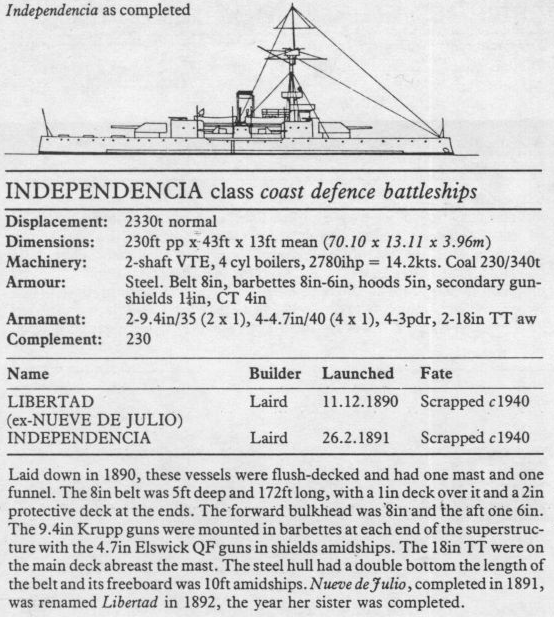 Independencia as completed
INDEPENDENCIA class coast defence battleships
Displacement: 2330t normal
Dimensions: 230ft pp x 43ft x 13ft mean (70.10 x 13.11 x 3.96m)
Machinery: 2-shaft VTE, 4 cyl boilers, 2780ihp = 14.2kts. Coal 230/340t
Armour: Steel. Belt 8in, barbettes 8in-6in, hoods 5in, secondary gun-
shields 1½in, CT 4in
Armament: 2-9.4in/35 (2 x 1), 4-4.7in/40 (4 x 1), 4-3pdr, 2-18in TT aw
Complement: 230
Name Builder Launched Fate
LIBERTAD Laird 11.12.1890 Scrapped c1940
(ex-NUEVE DE JULIO)
INDEPENDENCIA Laird 26.2.1891 Scrapped c1940
Laid down in 1890, these vessels were flush-decked and had one mast and one
funnel. The 8in belt was 5ft deep and 172ft long, with a 1in deck over it and a 2in
protective deck at the ends. The forward bulkhead was 8in and the aft one 6in.
The 9.4in Krupp guns were mounted in barbettes at each end of the superstruc-
ture with the 4.7in Elswick QF guns in shields amidships. The 18in TT were on
the main deck abreast the mast. The steel hull had a double bottom the length of
the belt and its freeboard was 10ft amidships. Nueve de Julio, completed in 1891,
was renamed Libertad in 1892, the year her sister was completed.